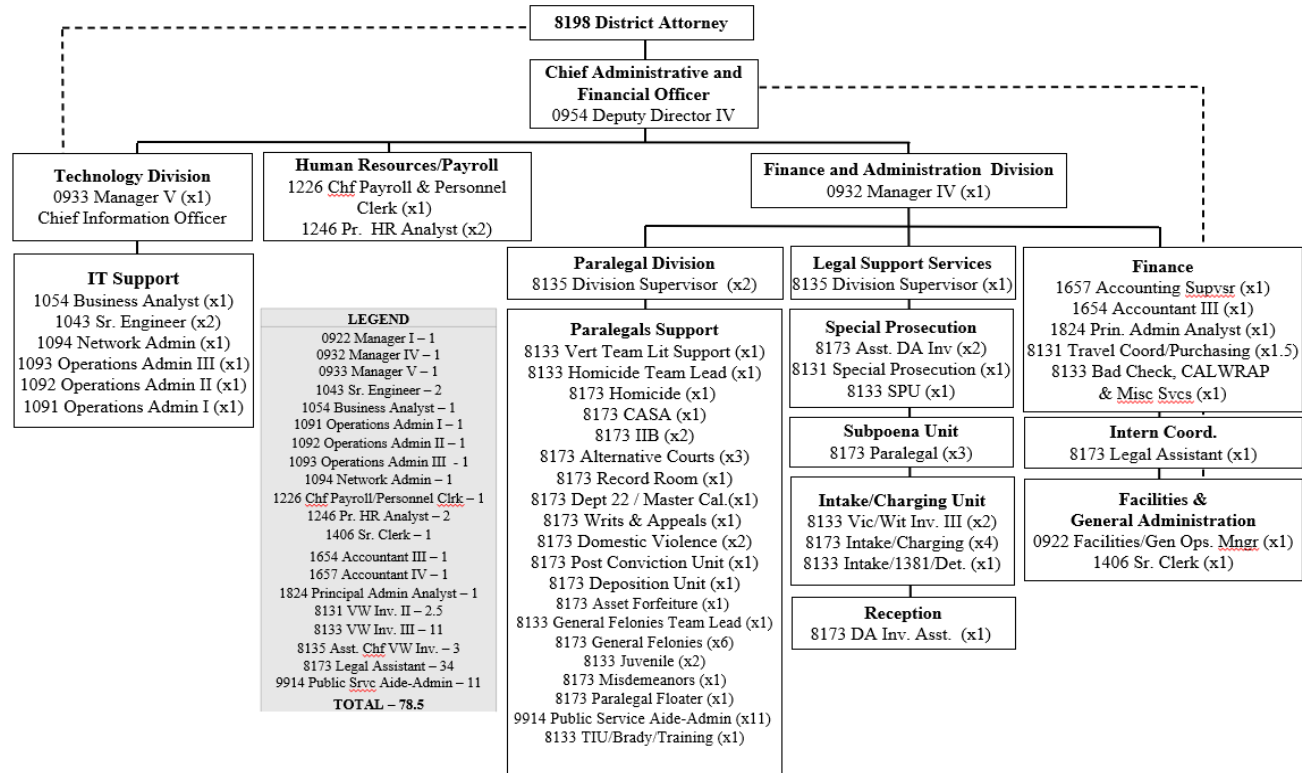 8198 District Attorney
Chief Administrative and
Financial Officer
0954 Deputy Director IV
Technology Division
0933 Manager V (x1)
Chief Information Officer
Human Resources/Payroll
1226 Chf Payroll & Personnel
Clerk (x1)
1246 Pr. HR Analyst (x2)
Finance and Administration Division
0932 Manager IV (x1)
IT Support
1054 Business Analyst (x1)
1043 Sr. Engineer (x2)
1094 Network Admin (x1)
1093 Operations Admin III (x1)
1092 Operations Admin II (x1)
1091 Operations Admin I (x1)
LEGEND
0922 Manager I – 1
0932 Manager IV – 1
0933 Manager V – 1
1043 Sr. Engineer – 2
1054 Business Analyst – 1
1091 Operations Admin I – 1
1092 Operations Admin II – 1
1093 Operations Admin III - 1
1094 Network Admin – 1
1226 Chf Payroll/Personnel Clrk – 1
1246 Pr. HR Analyst – 2
1406 Sr. Clerk – 1
1654 Accountant III – 1
1657 Accountant IV – 1
1824 Principal Admin Analyst – 1
8131 VW Inv. II – 2.5
8133 VW Inv. III – 11
8135 Asst. Chf VW Inv. – 3
8173 Legal Assistant – 34
9914 Public Srvc Aide-Admin – 11
TOTAL – 78.5
Paralegal Division
8135 Division Supervisor (x2)
Paralegals Support
8133 Vert Team Lit Support (x1)
8133 Homicide Team Lead (x1)
8173 Homicide (x1)
8173 CASA (x1)
8173 IIB (x2)
8173 Alternative Courts (x3)
8173 Record Room (x1)
8173 Dept 22 / Master Cal.(x1)
8173 Writs & Appeals (x1)
8173 Domestic Violence (x2)
8173 Post Conviction Unit (x1)
8173 Deposition Unit (x1)
8173 Asset Forfeiture (x1)
8133 General Felonies Team Lead (x1)
8173 General Felonies (x6)
8133 Juvenile (x2)
8173 Misdemeanors (x1)
8173 Paralegal Floater (x1)
9914 Public Service Aide-Admin (x11)
8133 TIU/Brady/Training (x1)
Legal Support Services
8135 Division Supervisor (x1)
Special Prosecution
8173 Asst. DA Inv (x2)
8131 Special Prosecution (x1)
8133 SPU (x1)
Subpoena Unit
8173 Paralegal (x3)
Intake/Charging Unit
8133 Vic/Wit Inv. III (x2)
8173 Intake/Charging (x4)
8133 Intake/1381/Det. (x1)
Reception
8173 DA Inv. Asst. (x1)
Finance
1657 Accounting Supvsr (x1)
1654 Accountant III (x1)
1824 Prin. Admin Analyst (x1)
8131 Travel Coord/Purchasing (x1.5)
8133 Bad Check, CALWRAP
& Misc Svcs (x1)
Intern Coord.
8173 Legal Assistant (x1)
Facilities &
General Administration
0922 Facilities/Gen Ops. Mngr (x1)
1406 Sr. Clerk (x1)